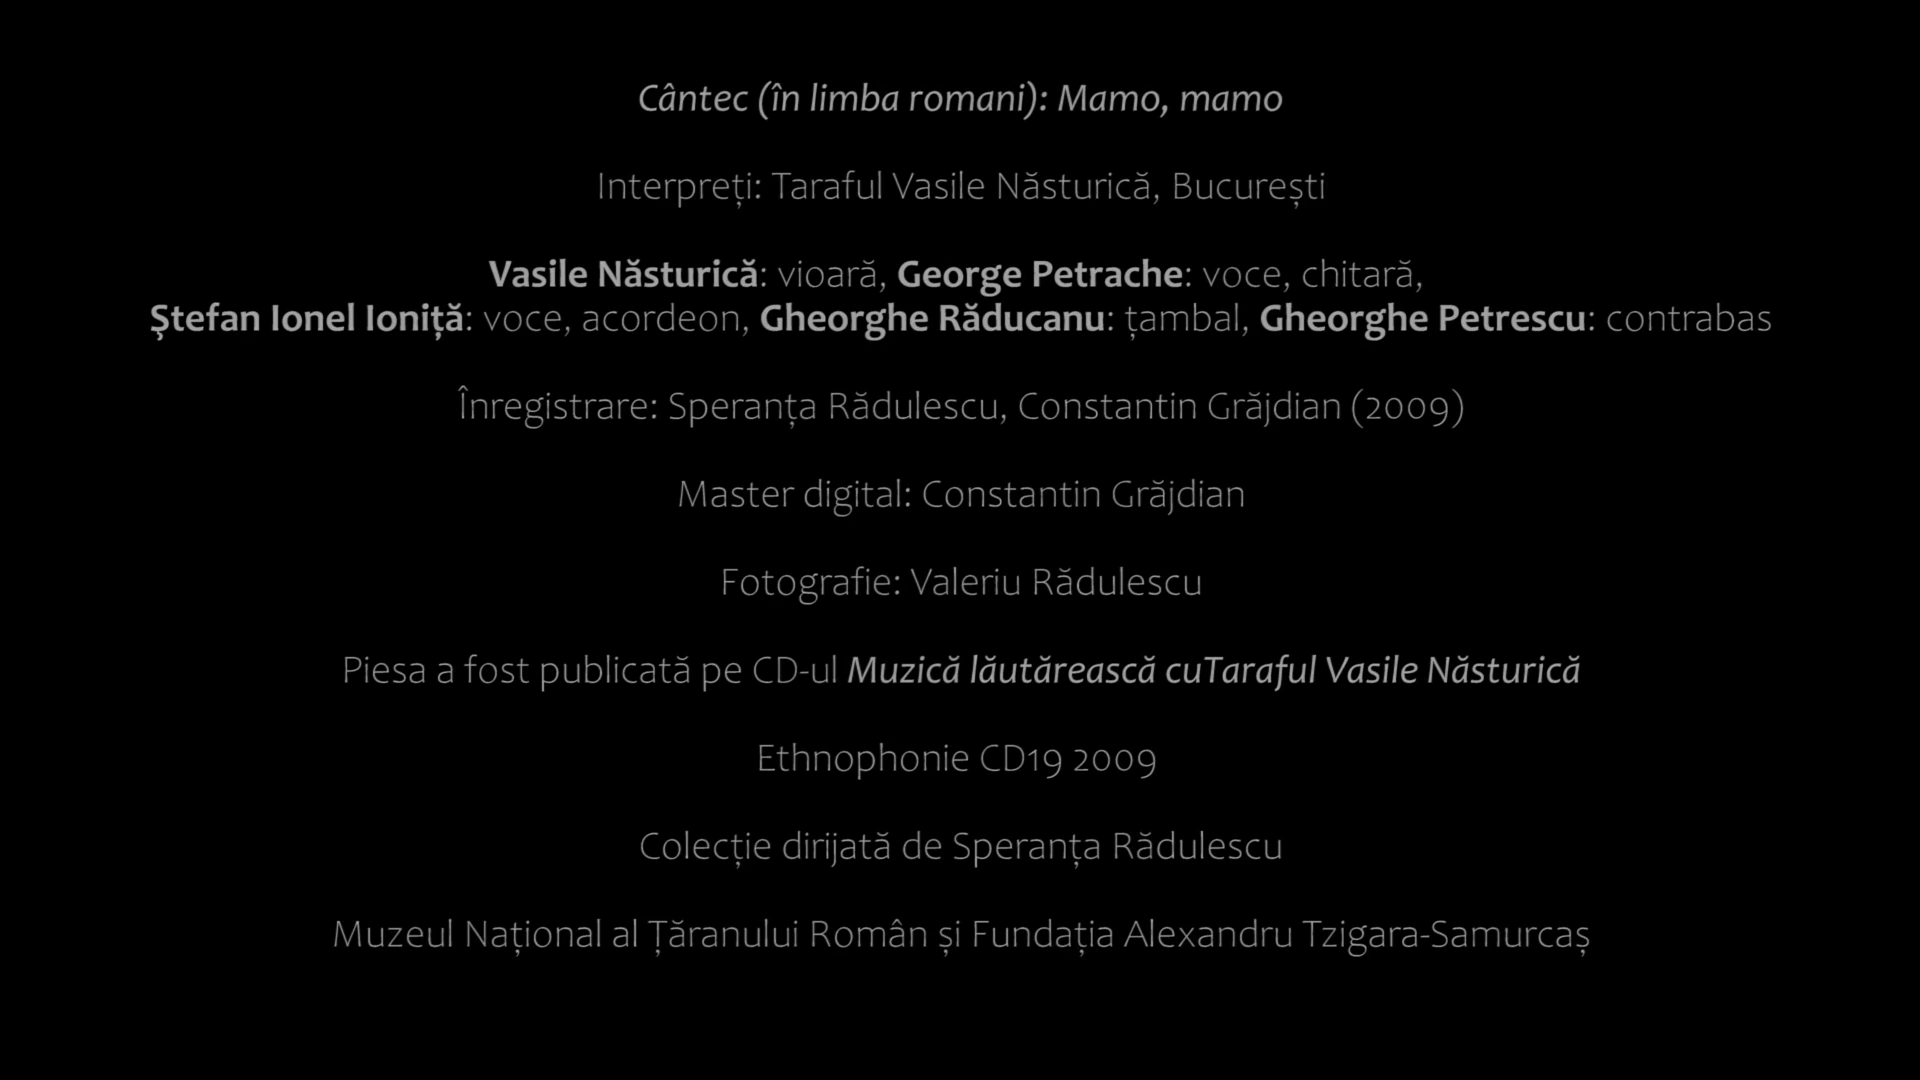 Cântec (în limba romani): Mamo, mamo
Interpreți: Taraful Vasile Năsturică, București
Vasile Năsturică: vioară, George Petrache: voce, chitară,
Ștefan Ionel Ioniță: voce, acordeon, Gheorghe Răducanu: țambal, Gheorghe Petrescu: contrabas
Înregistrare: Speranța Rădulescu, Constantin Grăjdian (2009)
Master digital: Constantin Grăjdian
Fotografie: Valeriu Rădulescu
Piesa a fost publicată pe CD-ul Muzică lăutărească cuTaraful Vasile Năsturică
Ethnophonie CD19 2009
Colecție dirijată de Speranța Rădulescu
Muzeul Național al Țăranului Român și Fundația Alexandru Tzigara-Samurcaș